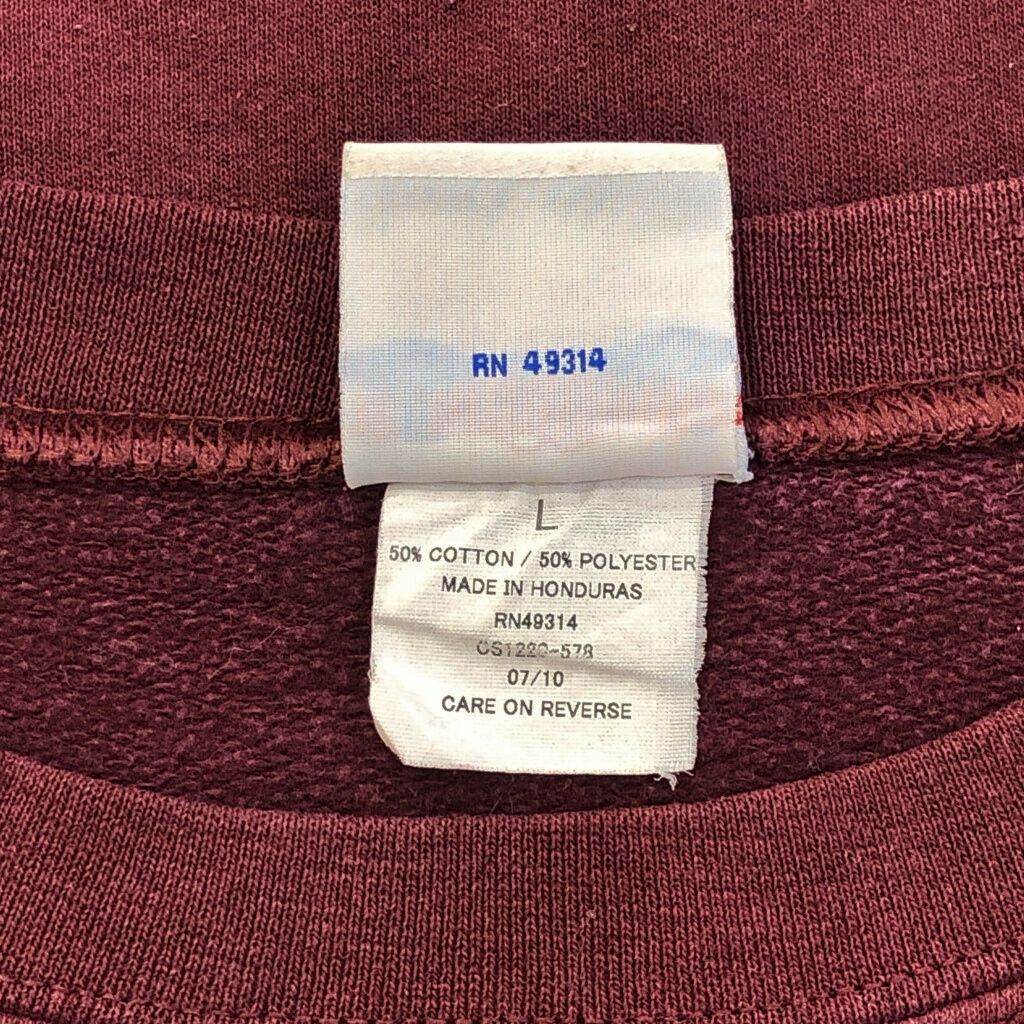 RN 49314
L
50% COTTON / 50% POLYESTER
MADE IN HONDURAS
RN49314
07/10
CARE ON REVERSE